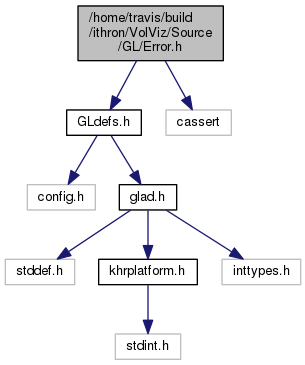 /home/travis/build
/ithron/VolViz/Source
/GL/Error.h
GLdefs.h
cassert
config.h
glad.h
stddef.h
khrplatform.h
inttypes.h
stdint.h